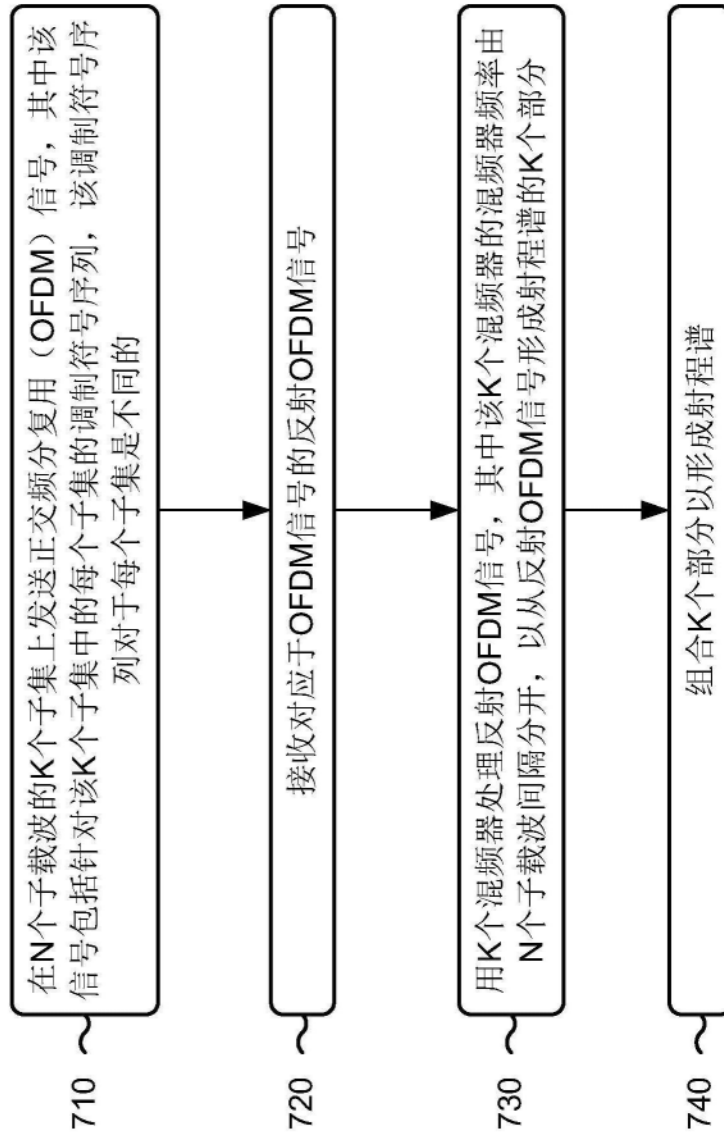 710
在N个子载波的K个子集上发送正交频分复用（OFDM）信号，其中该
信号包括针对该K个子集中的每个子集的调制符号序列，该调制符号序
列对于每个子集是不同的
720
接收对应于OFDM信号的反射OFDM信号
730
用K个混频器处理反射OFDM信号，其中该K个混频器的混频器频率由
N个子载波间隔分开，以从反射OFDM信号形成射程谱的K个部分
740
组合K个部分以形成射程谱